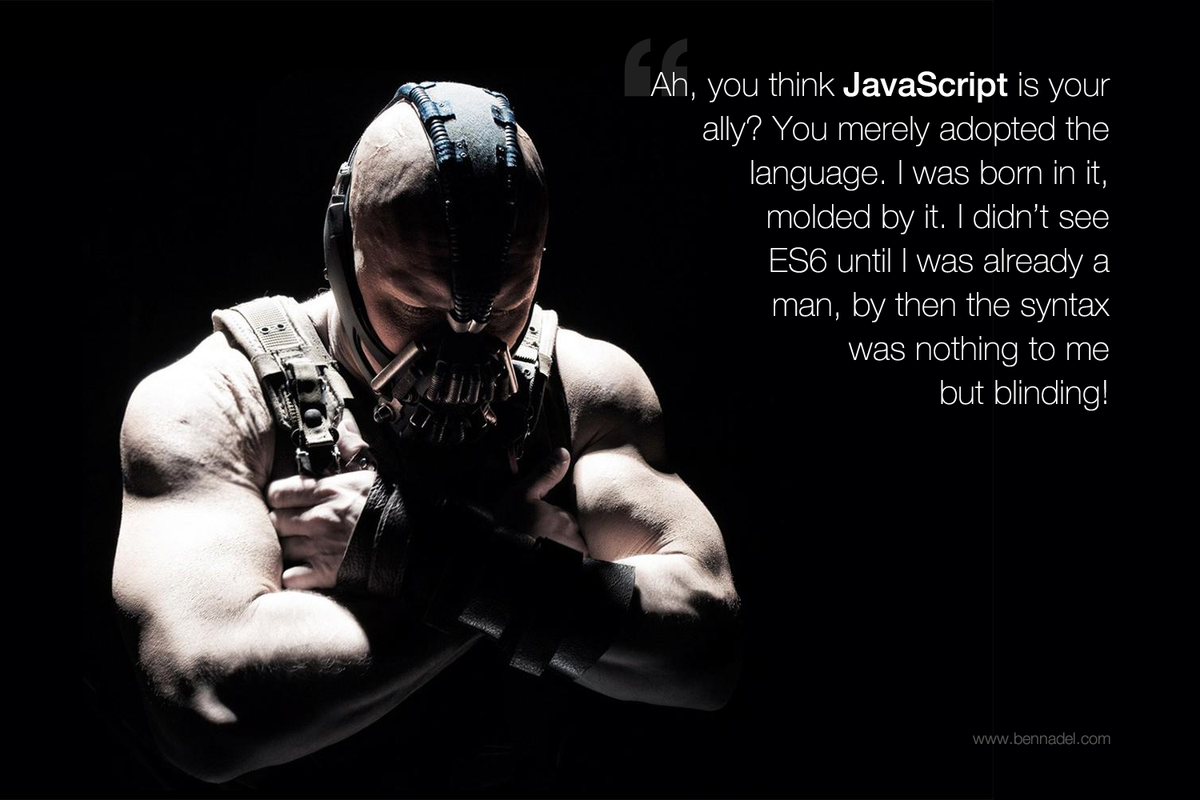 “Ah, you think JavaScript is your
ally? You merely adopted the
language. I was born in it,
molded by it. I didn’t see
ES6 until I was already a
man, by then the syntax
was nothing to me
but blinding!
www.bennadel.com